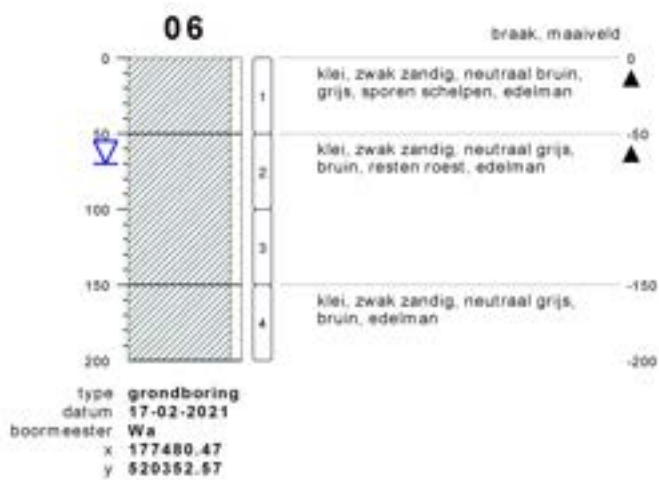 06
braak, maaiveld
0
0
klei, zwak zandig, neutraal bruin,
grijs, sporen schelpen, edelman
1
50
-50
klei, zwak zandig, neutraal grijs,
bruin, resten roest, edelman
2
100
3
150
-150
klei, zwak zandig, neutraal grijs,
bruin, edelman
4
200
-200
type grondboring
datum 17-02-2021
boormeester Wa
x 177480.47
y 520352.57